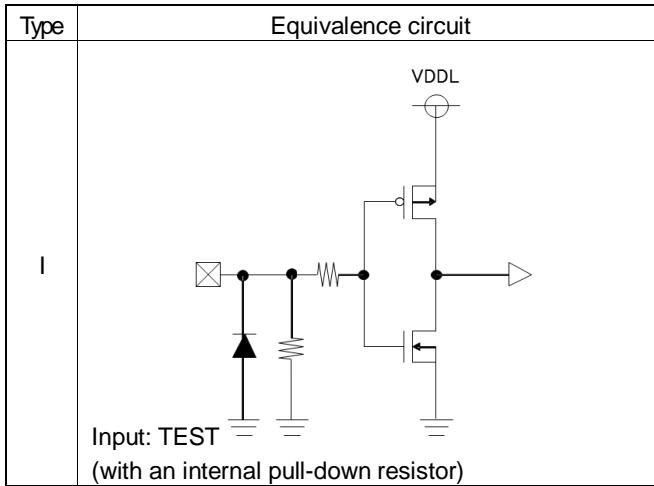 Type Equivalence circuit
VDDL
I
Input: TEST
(with an internal pull-down resistor)